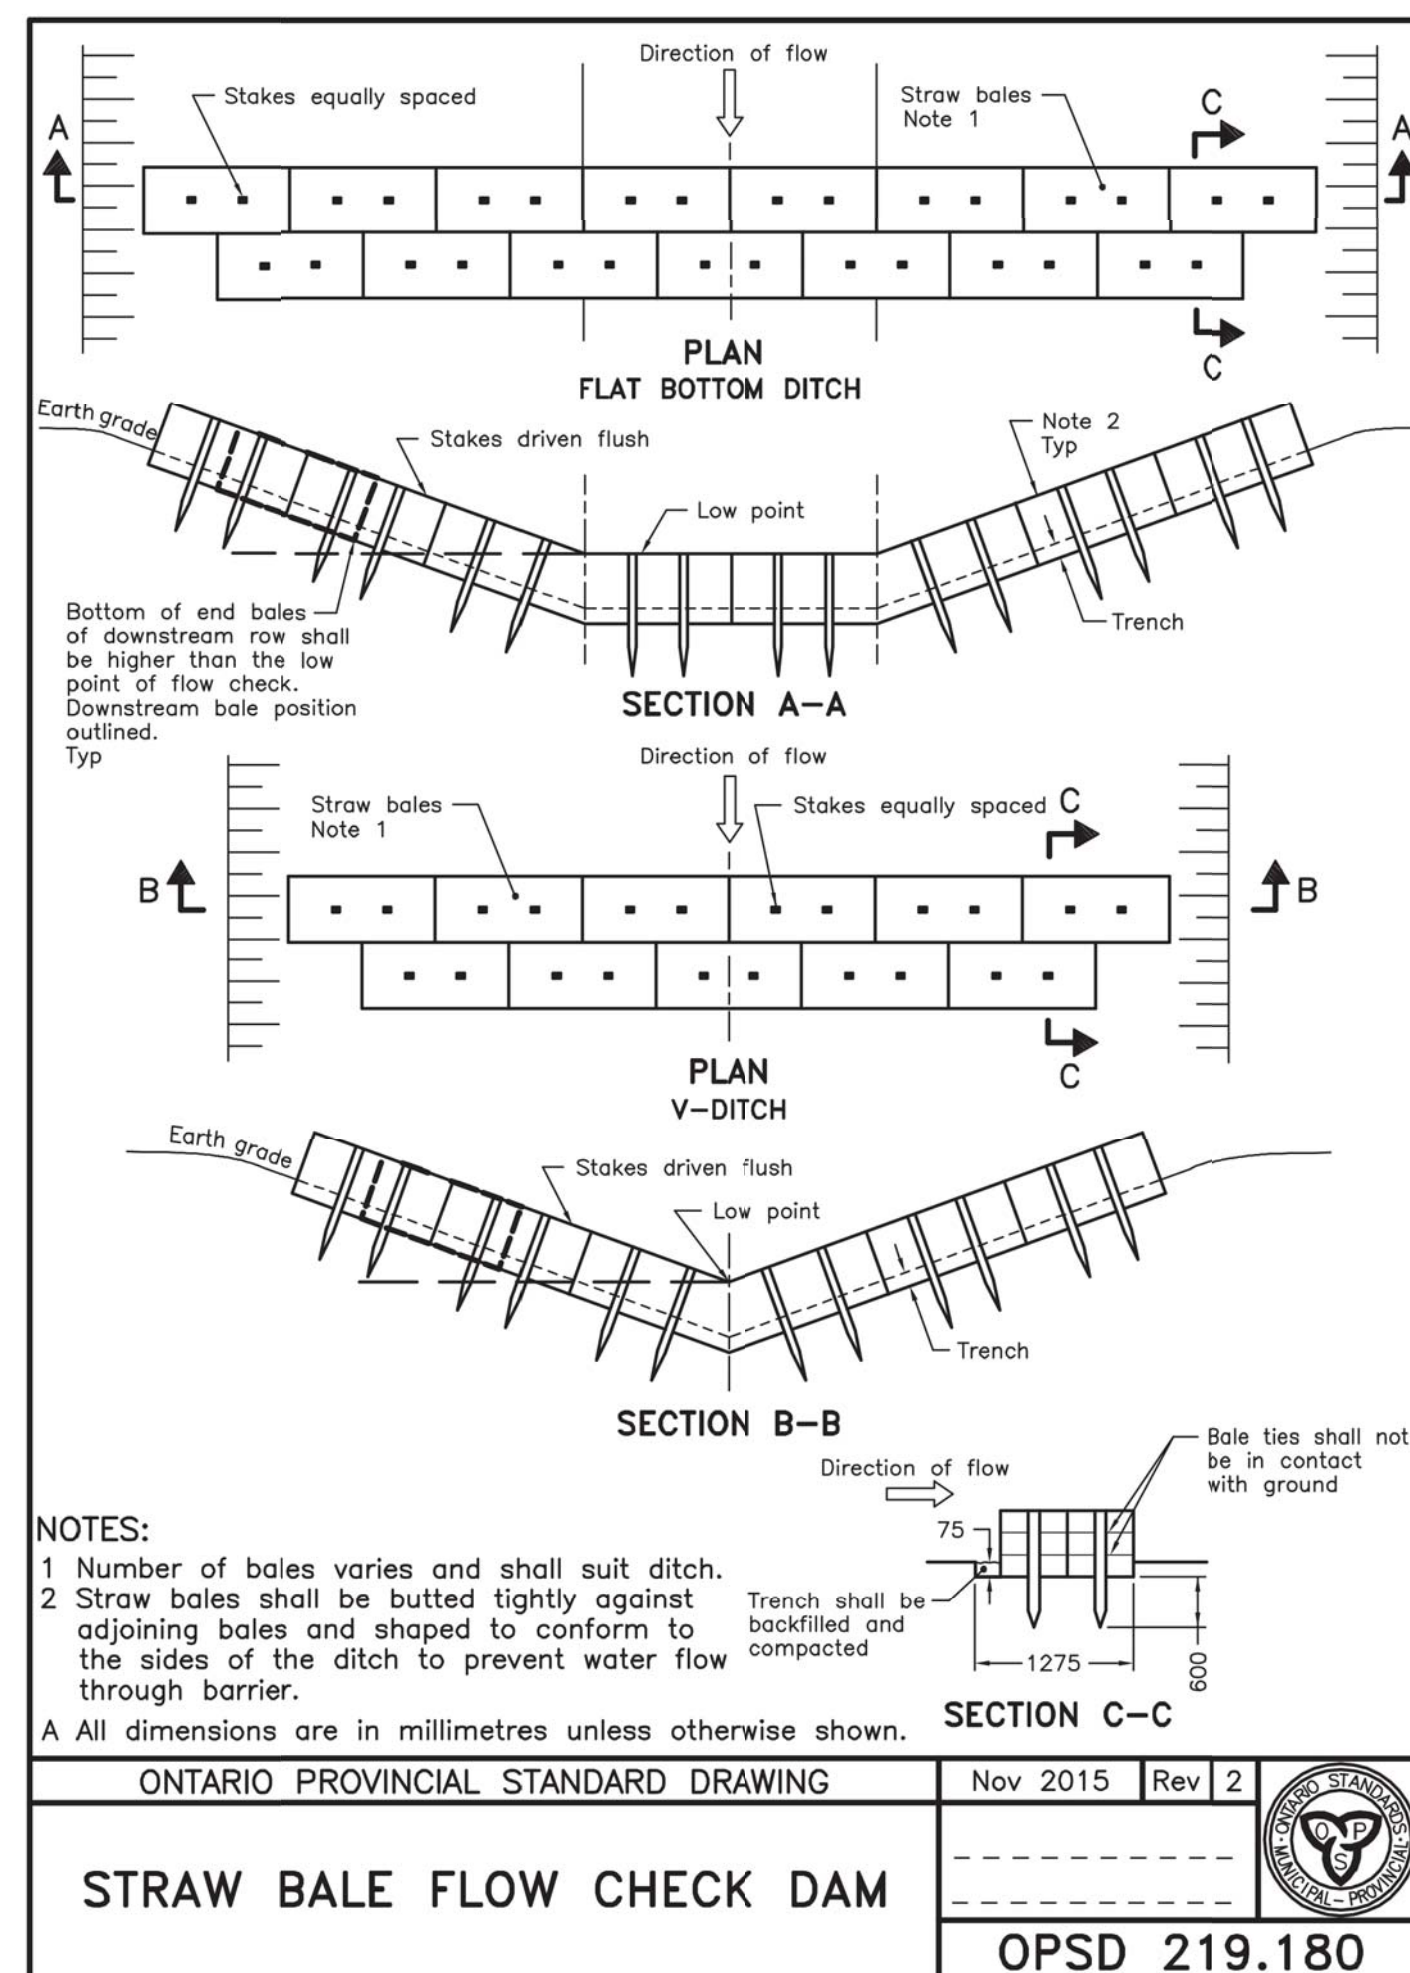 Direction of flow
Stakes equally spaced
Straw bales
Note 1
C
A
A
C
PLAN
FLAT BOTTOM DITCH
Earth grade
Stakes driven flush
Note 2
Typ
Low point
Bottom of end bales
of downstream row shall
be higher than the low
point of flow check.
Downstream bale position
outlined.
Typ
Trench
SECTION A-A
Direction of flow
Straw bales
Note 1
Stakes equally spaced
C
B
B
C
PLAN
V-DITCH
Earth grade
Stakes driven flush
Low point
Trench
SECTION B-B
Direction of flow
Bale ties shall not
be in contact
with ground
75
Trench shall be
backfilled and
compacted
1275
600
SECTION C-C
NOTES:
1 Number of bales varies and shall suit ditch.
2 Straw bales shall be butted tightly against
adjoining bales and shaped to conform to
the sides of the ditch to prevent water flow
through barrier.
A All dimensions are in millimetres unless otherwise shown.
ONTARIO PROVINCIAL STANDARD DRAWING
Nov 2015 Rev 2
STRAW BALE FLOW CHECK DAM
ONTARIO STANDARDS
MUNICIPAL - PROVINCIAL
O P S
OPSD 219.180